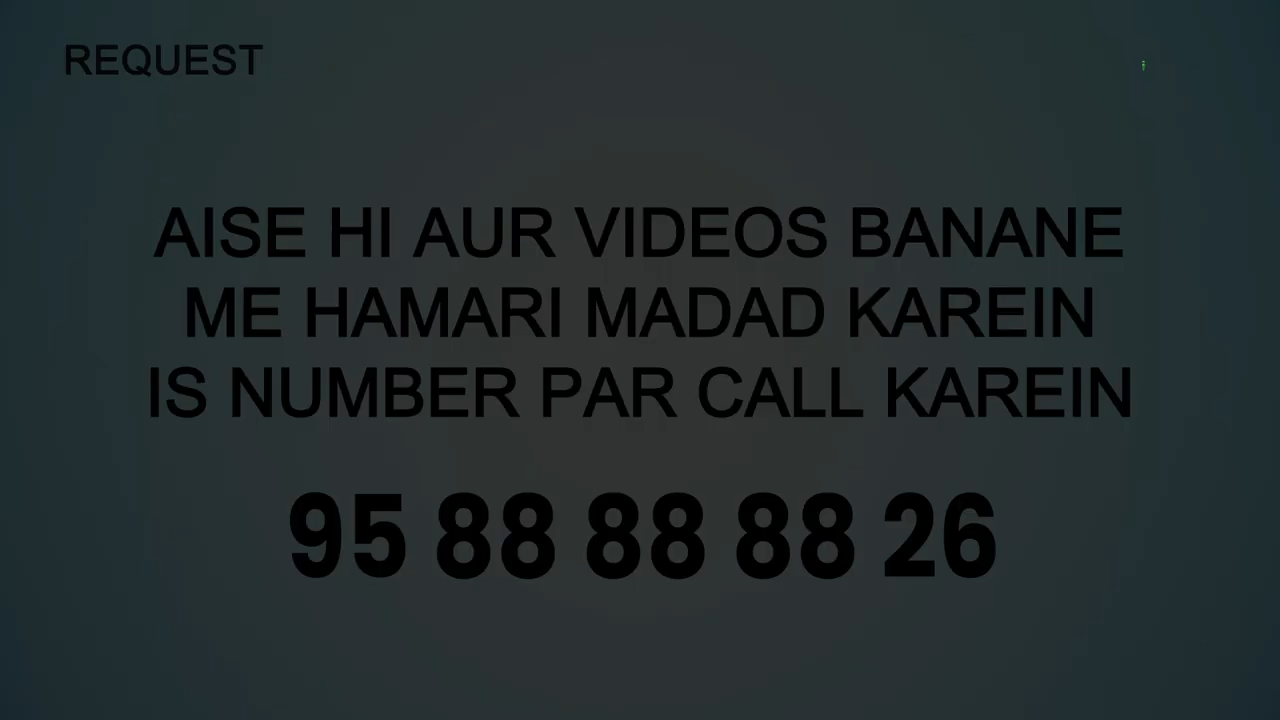 REQUEST
AISE HI AUR VIDEOS BANANE
ME HAMARI MADAD KAREIN
IS NUMBER PAR CALL KAREIN
95 88 88 88 26